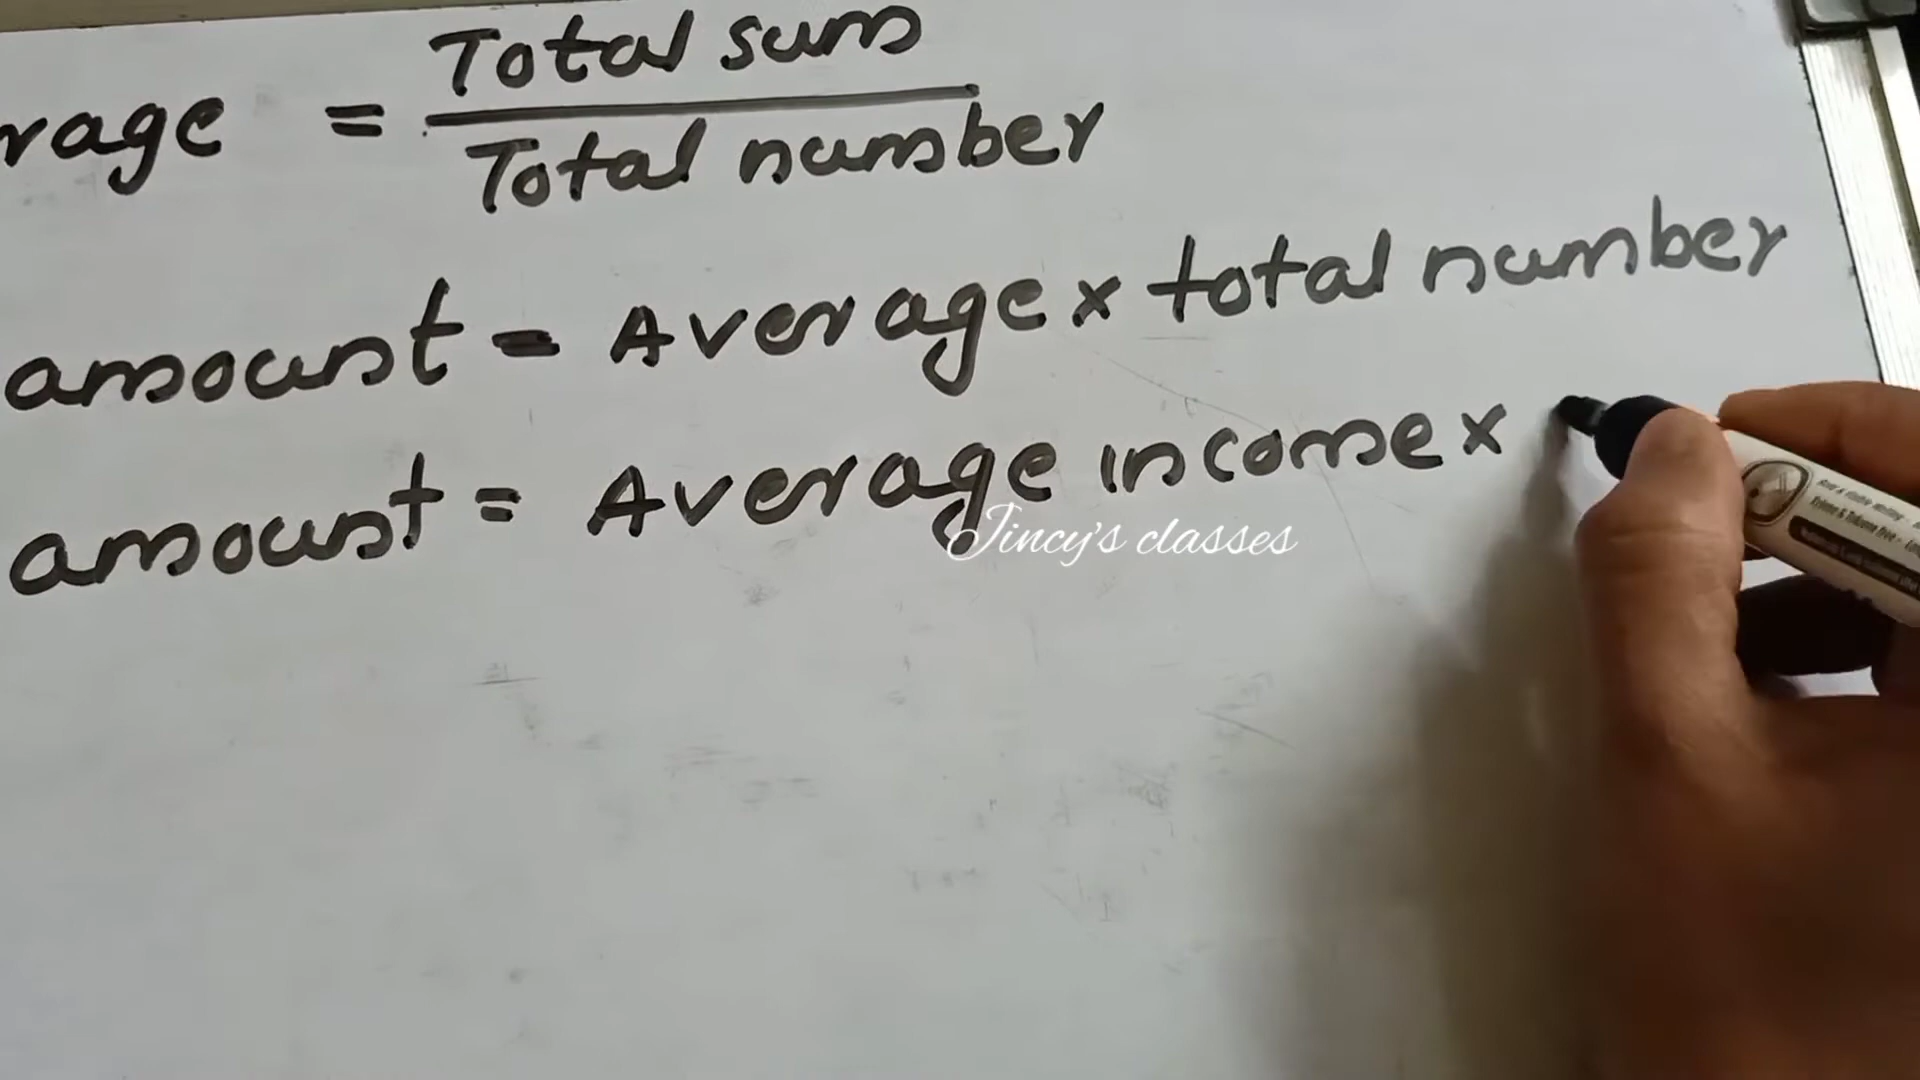 rage = Total sum
Total number
amount = Average x total number
amount = Average income x
Jincy's classes